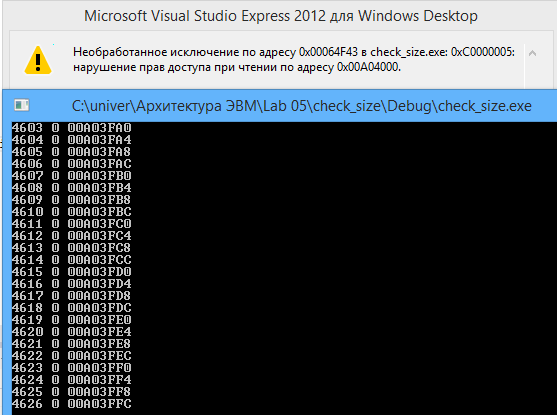 Microsoft Visual Studio Express 2012 для Windows Desktop
Необработанное исключение по адресу 0x00064F43 в check_size.exe: 0xC0000005:
нарушение прав доступа при чтении по адресу 0x00A04000.
C:\univer\Архитектура ЭВМ\Lab 05\check_size\Debug\check_size.exe
4603 0 00A03FA0
4604 0 00A03FA4
4605 0 00A03FA8
4606 0 00A03FAC
4607 0 00A03FB0
4608 0 00A03FB4
4609 0 00A03FB8
4610 0 00A03FBC
4611 0 00A03FC0
4612 0 00A03FC4
4613 0 00A03FC8
4614 0 00A03FCC
4615 0 00A03FD0
4616 0 00A03FD4
4617 0 00A03FD8
4618 0 00A03FDC
4619 0 00A03FE0
4620 0 00A03FE4
4621 0 00A03FE8
4622 0 00A03FEC
4623 0 00A03FF0
4624 0 00A03FF4
4625 0 00A03FF8
4626 0 00A03FFC